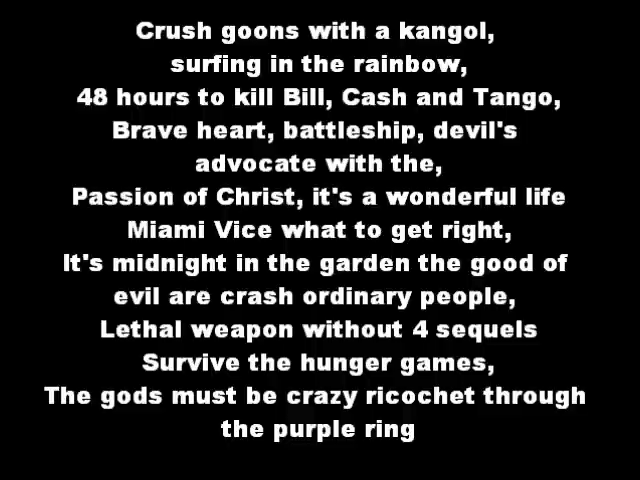 Crush goons with a kangol,
surfing in the rainbow,
48 hours to kill Bill, Cash and Tango,
Brave heart, battleship, devil's
advocate with the,
Passion of Christ, it's a wonderful life
Miami Vice what to get right,
It's midnight in the garden the good of
evil are crash ordinary people,
Lethal weapon without 4 sequels
Survive the hunger games,
The gods must be crazy ricochet through
the purple ring